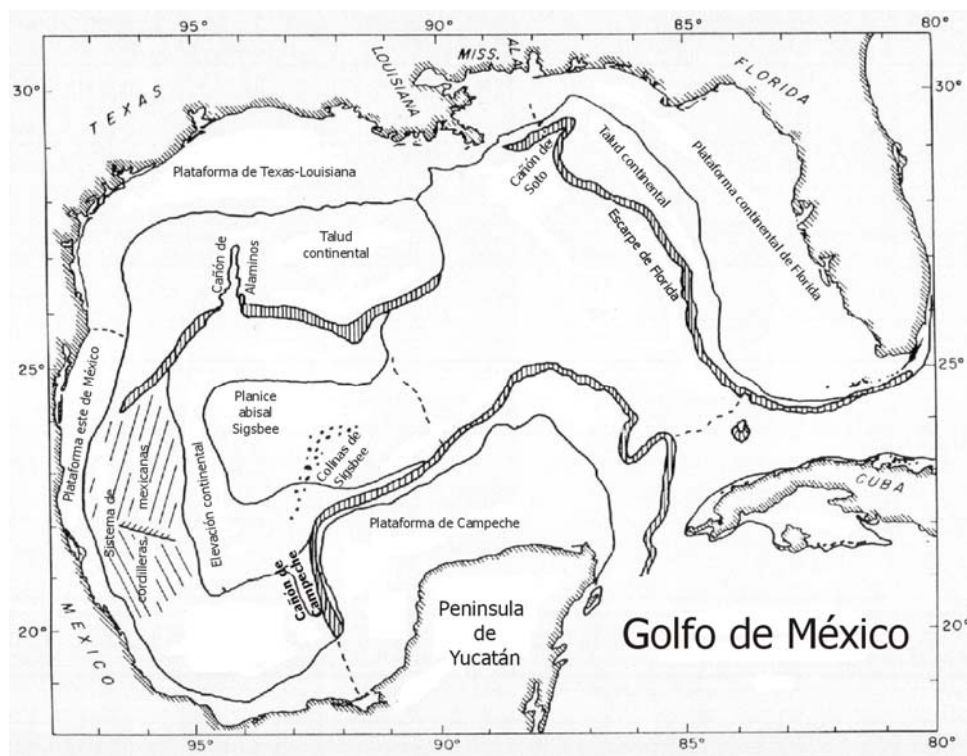 95°
90°
85°
80°
30°
TEXAS
LOUISIANA
MISS.
ALA
FLORIDA
30°
Plataforma de Texas-Louisiana
Cañón de
Soto
Talud continental
Plataforma continental de Florida
Talud
continental
Cañón de
Alaminos
Escarpe de Florida
25°
25°
Plataforma este de México
Planice
abisal
Sigsbee
Colinas de
Sigsbee
Sistema de
cordilleras
mexicanas
Elevación continental
Plataforma de Campeche
CUBA
Cañón de
Campeche
Peninsula
de
Yucatán
Golfo de México
MEXICO
20°
20°
95°
90°
85°
80°